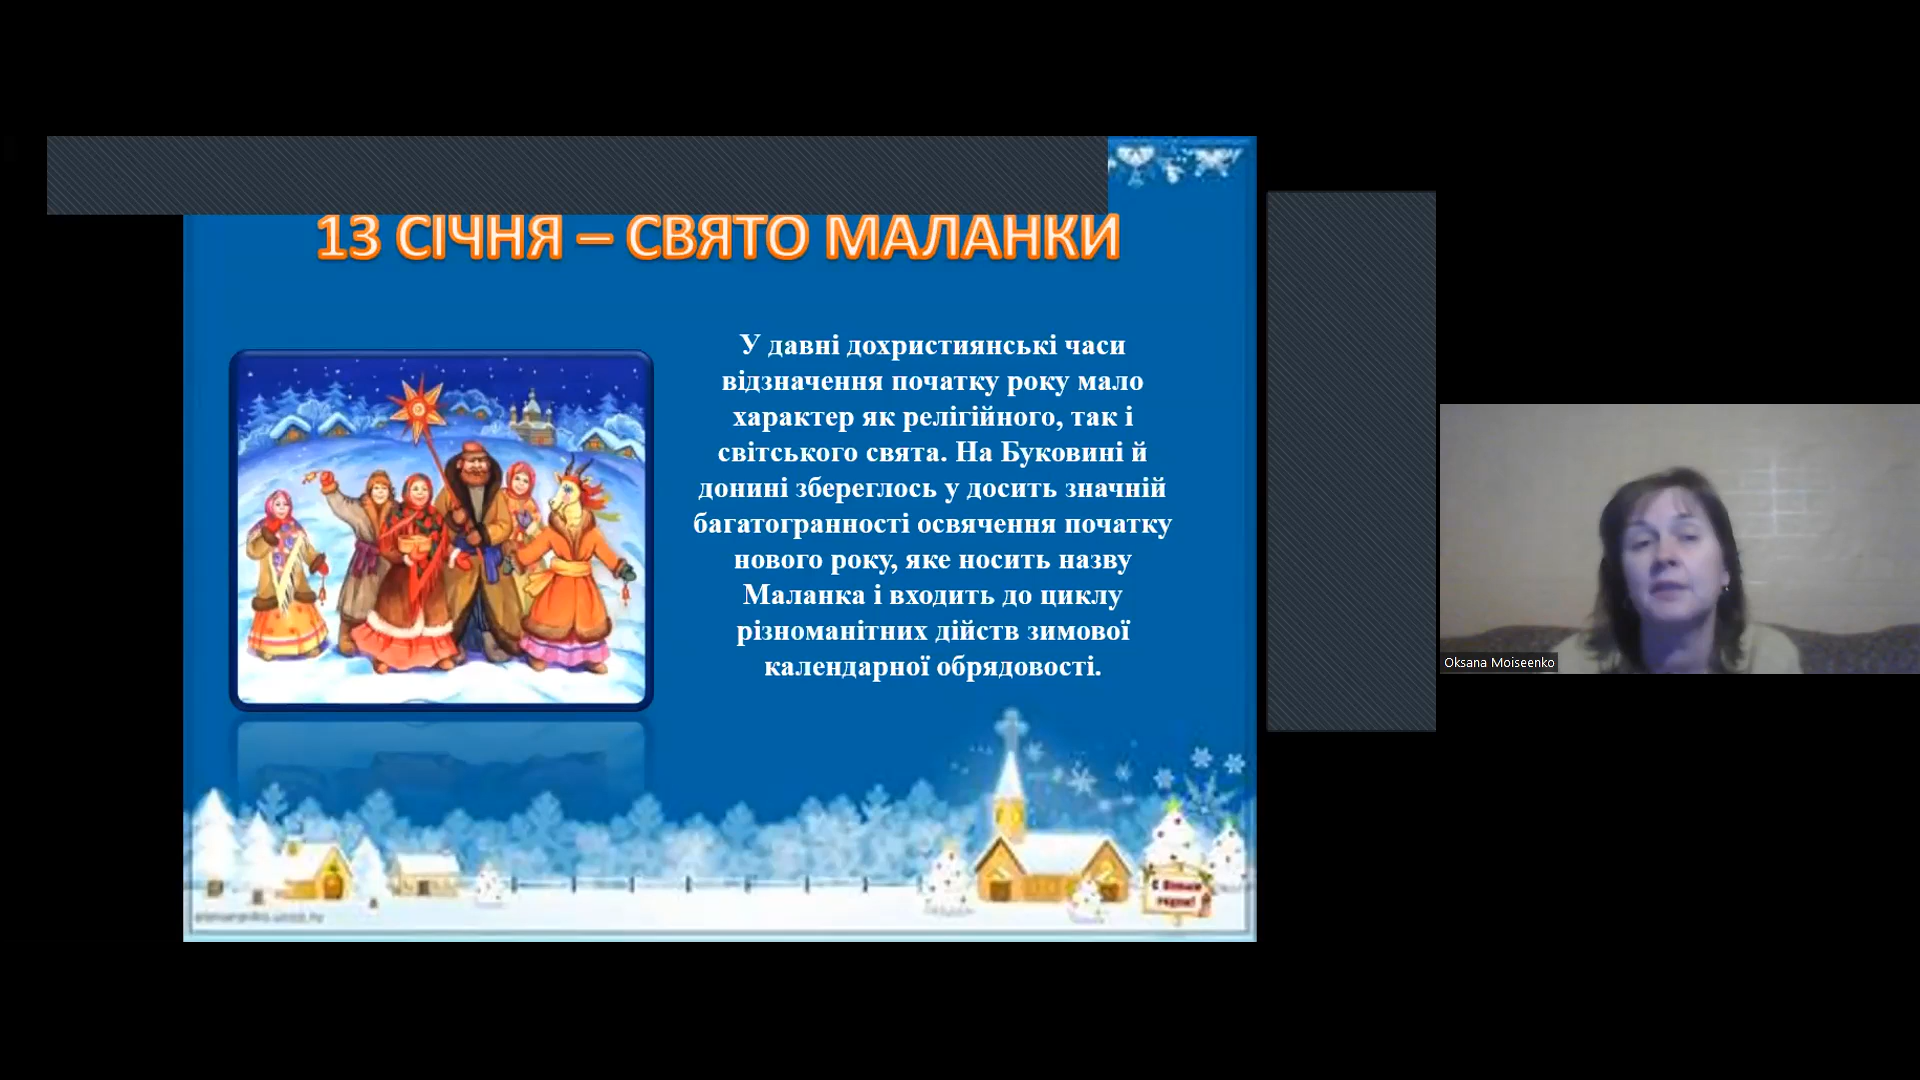 13 СІЧНЯ – СВЯТО МАЛАНКИ
У давні дохристиянські часи
відзначення початку року мало
характер як релігійного, так і
світського свята. На Буковині й
донині збереглось у досить значній
багатогранності освячення початку
нового року, яке носить назву
Маланка і входить до циклу
різноманітних дійств зимової
календарної обрядовості.
Oksana Moiseenko
С Новым
годом!